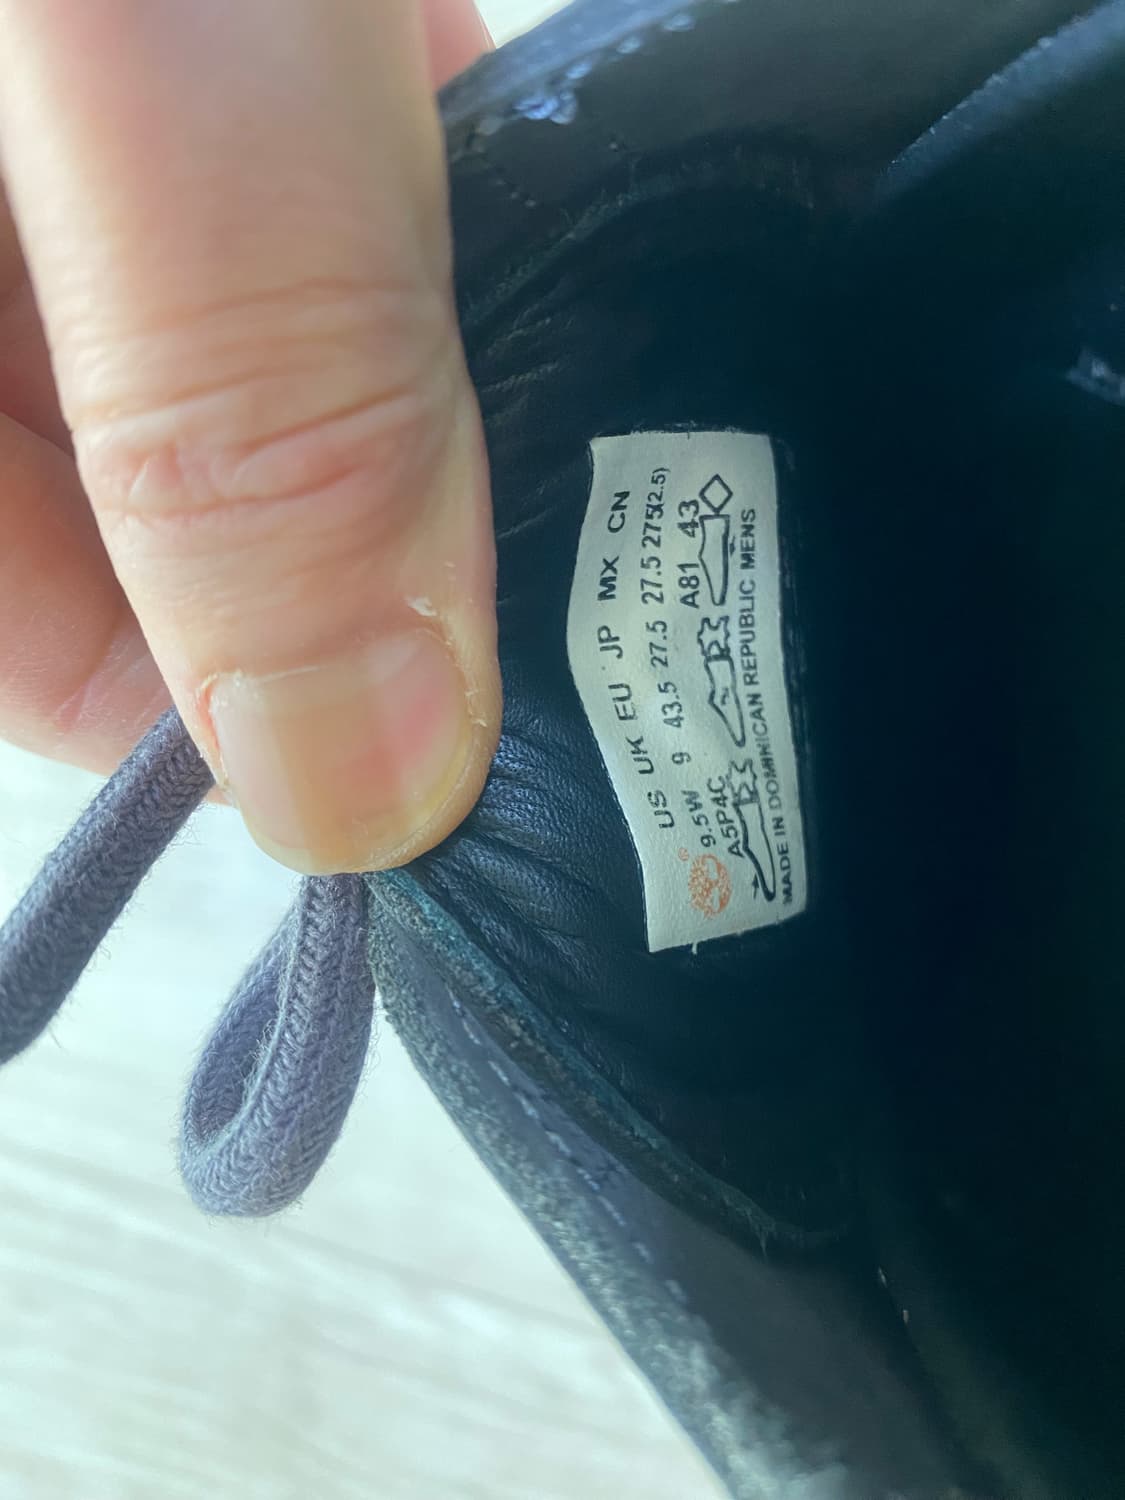 US UK EU JP MX CN
9.5W 9 43.5 27.5 27.5 275(2.5)
A5P4C A81 43
MADE IN DOMINICAN REPUBLIC MENS